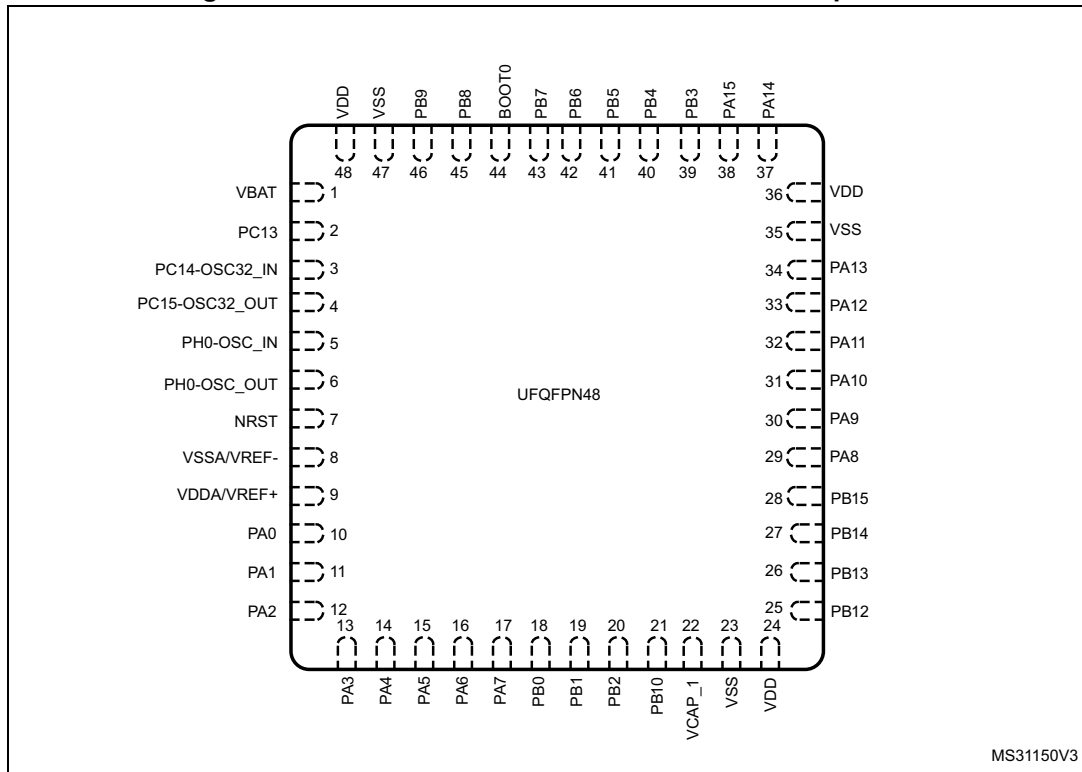 VDD
VSS
PB9
PB8
BOOT0
PB7
PB6
PB5
PB4
PB3
PA15
PA14
48 47 46 45 44 43 42 41 40 39 38 37
VBAT 1
36 VDD
PC13 2
35 VSS
PC14-OSC32_IN 3
34 PA13
PC15-OSC32_OUT 4
33 PA12
PH0-OSC_IN 5
32 PA11
PH0-OSC_OUT 6
31 PA10
UFQFPN48
NRST 7
30 PA9
VSSA/VREF- 8
29 PA8
VDDA/VREF+ 9
28 PB15
PA0 10
27 PB14
PA1 11
26 PB13
PA2 12
25 PB12
13 14 15 16 17 18 19 20 21 22 23 24
PA3
PA4
PA5
PA6
PA7
PB0
PB1
PB2
PB10
VCAP_1
VSS
VDD
MS31150V3